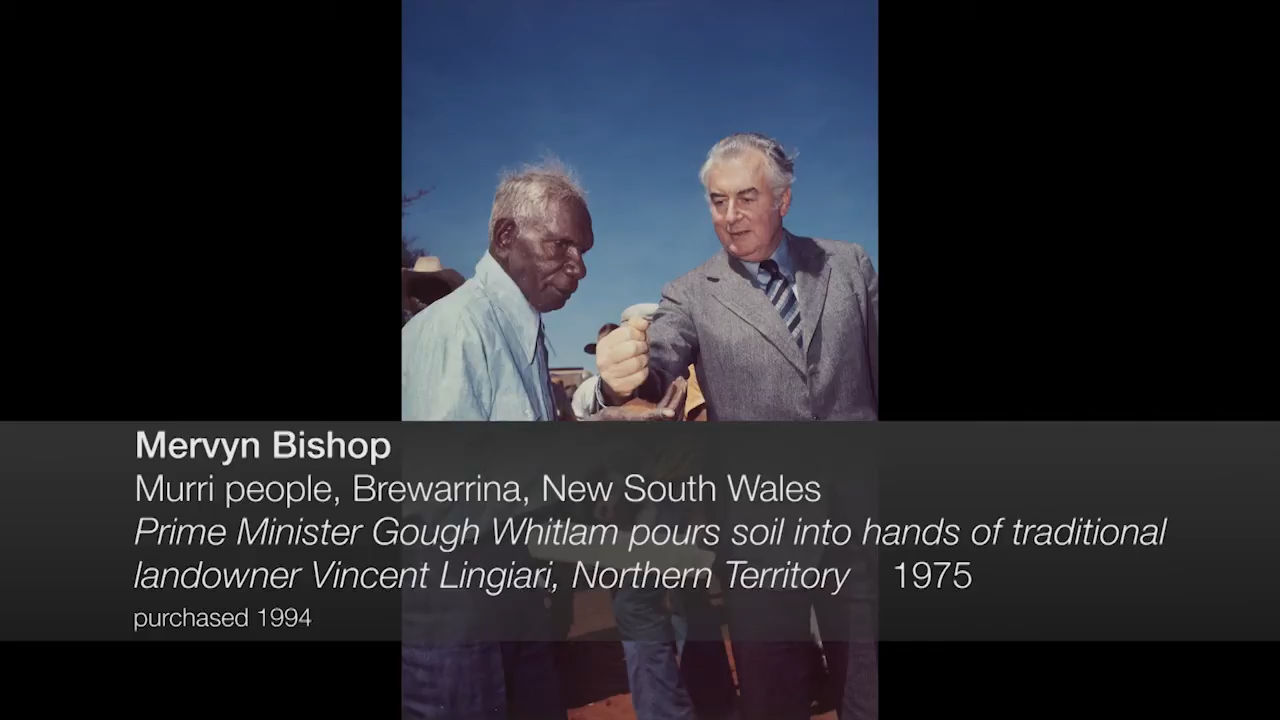 Mervyn Bishop
Murri people, Brewarrina, New South Wales
Prime Minister Gough Whitlam pours soil into hands of traditional
landowner Vincent Lingiari, Northern Territory 1975
purchased 1994